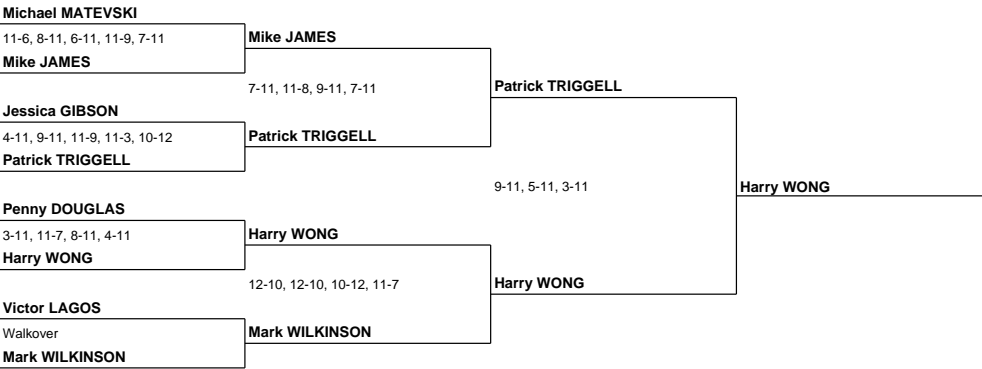 Michael MATEVSKI
11-6, 8-11, 6-11, 11-9, 7-11
Mike JAMES
Jessica GIBSON
4-11, 9-11, 11-9, 11-3, 10-12
Patrick TRIGGELL
Penny DOUGLAS
3-11, 11-7, 8-11, 4-11
Harry WONG
Victor LAGOS
Walkover
Mark WILKINSON
Mike JAMES
7-11, 11-8, 9-11, 7-11
Patrick TRIGGELL
Harry WONG
12-10, 12-10, 10-12, 11-7
Mark WILKINSON
Patrick TRIGGELL
9-11, 5-11, 3-11
Harry WONG
Harry WONG